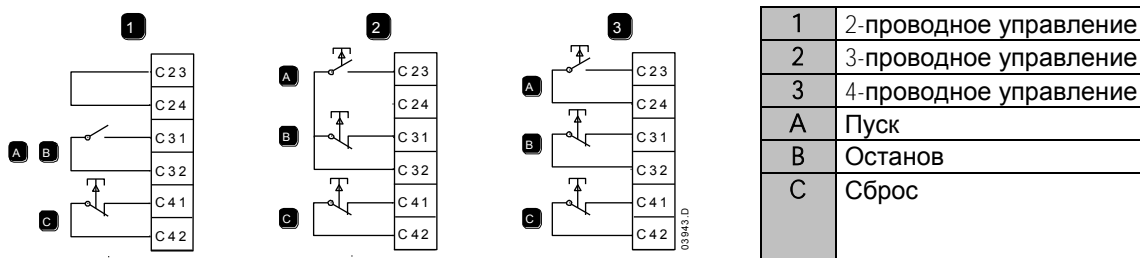 1
C23
C24
A B
C31
C32
C
C41
C42
2
A
C23
C24
B
C31
C32
C
C41
C42
3
A
C23
C24
B
C31
C32
C
C41
C42
03943.D
1 2-проводное управление
2 3-проводное управление
3 4-проводное управление
A Пуск
B Останов
C Сброс